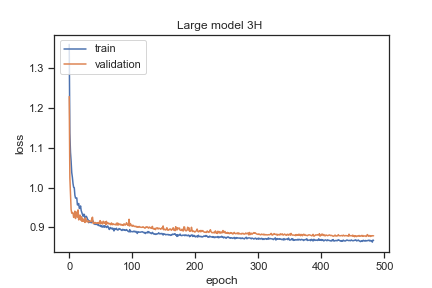 Large model 3H
train
validation
loss
1.3
1.2
1.1
1.0
0.9
0 100 200 300 400 500
epoch